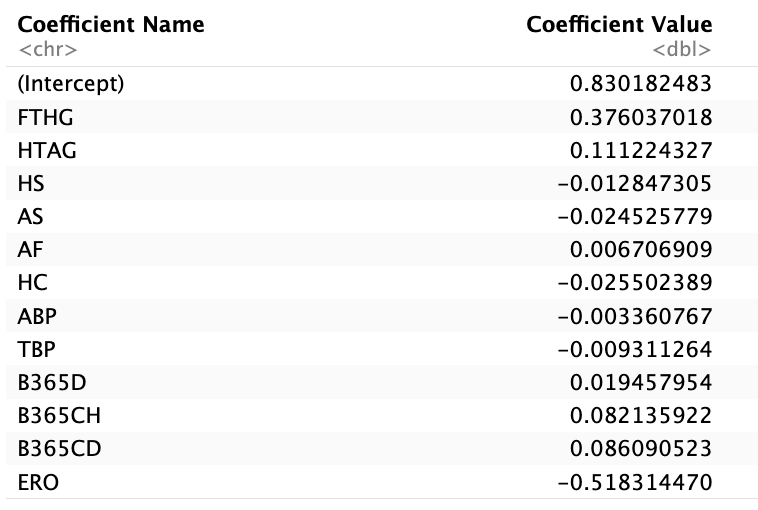 Coefficient Name Coefficient Value
<chr> <dbl>
(Intercept) 0.830182483
FTHG 0.376037018
HTAG 0.111224327
HS -0.012847305
AS -0.024525779
AF 0.006706909
HC -0.025502389
ABP -0.003360767
TBP -0.009311264
B365D 0.019457954
B365CH 0.082135922
B365CD 0.086090523
ERO -0.518314470